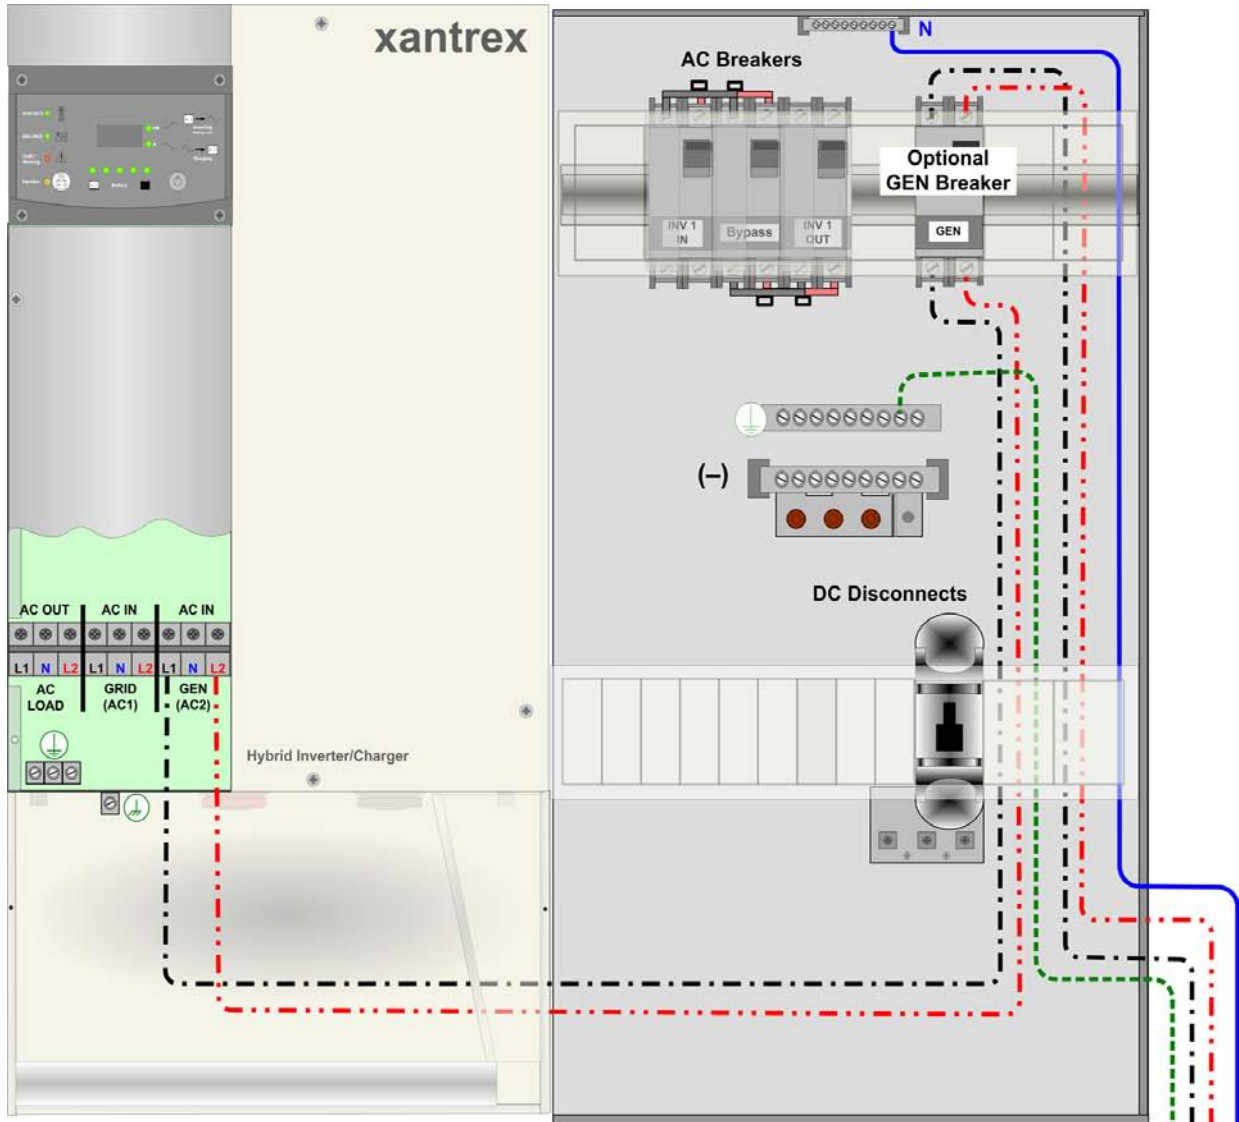 xantrex
N
AC Breakers
Optional
GEN Breaker
INV 1
IN
Bypass
INV 1
OUT
GEN
(–)
DC Disconnects
AC OUT
AC IN
AC IN
L1 N L2 L1 N L2 L1 N L2
AC
LOAD
GRID
(AC1)
GEN
(AC2)
Hybrid Inverter/Charger
Battery